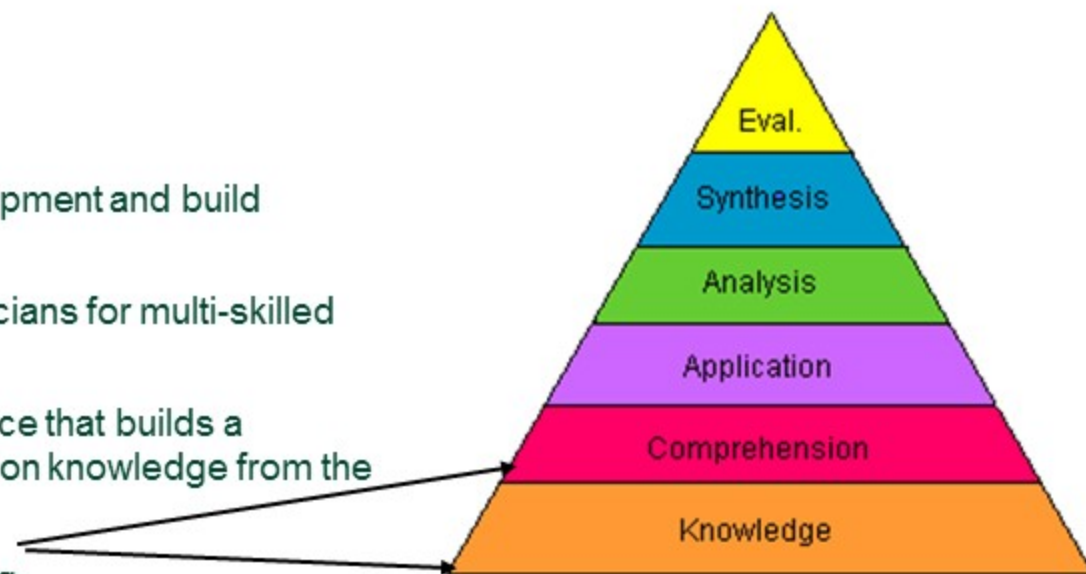 pment and build
cians for multi-skilled
ce that builds a
on knowledge from the
Eval.
Synthesis
Analysis
Application
Comprehension
Knowledge